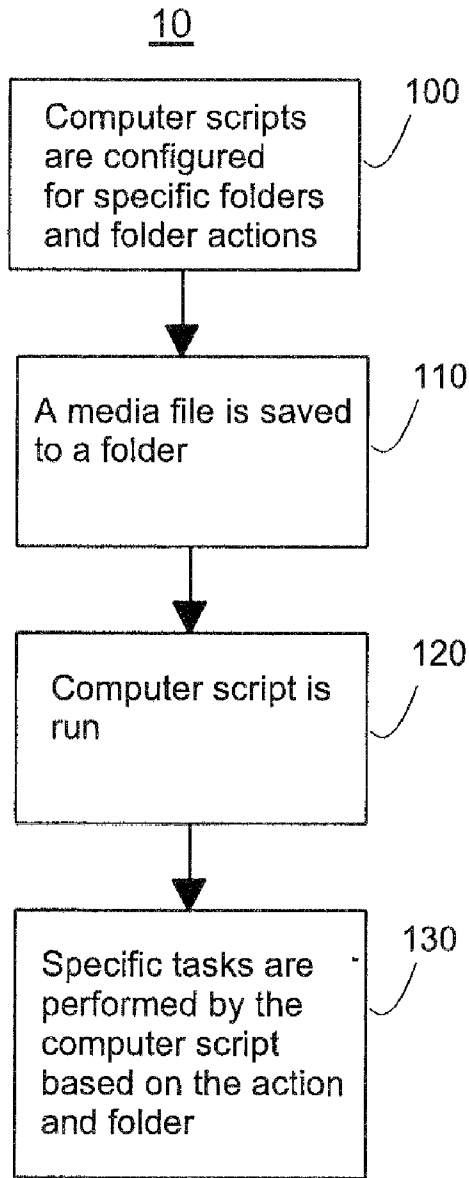 10
100
Computer scripts
are configured
for specific folders
and folder actions
110
A media file is saved
to a folder
120
Computer script is
run
130
Specific tasks are
performed by the
computer script
based on the action
and folder